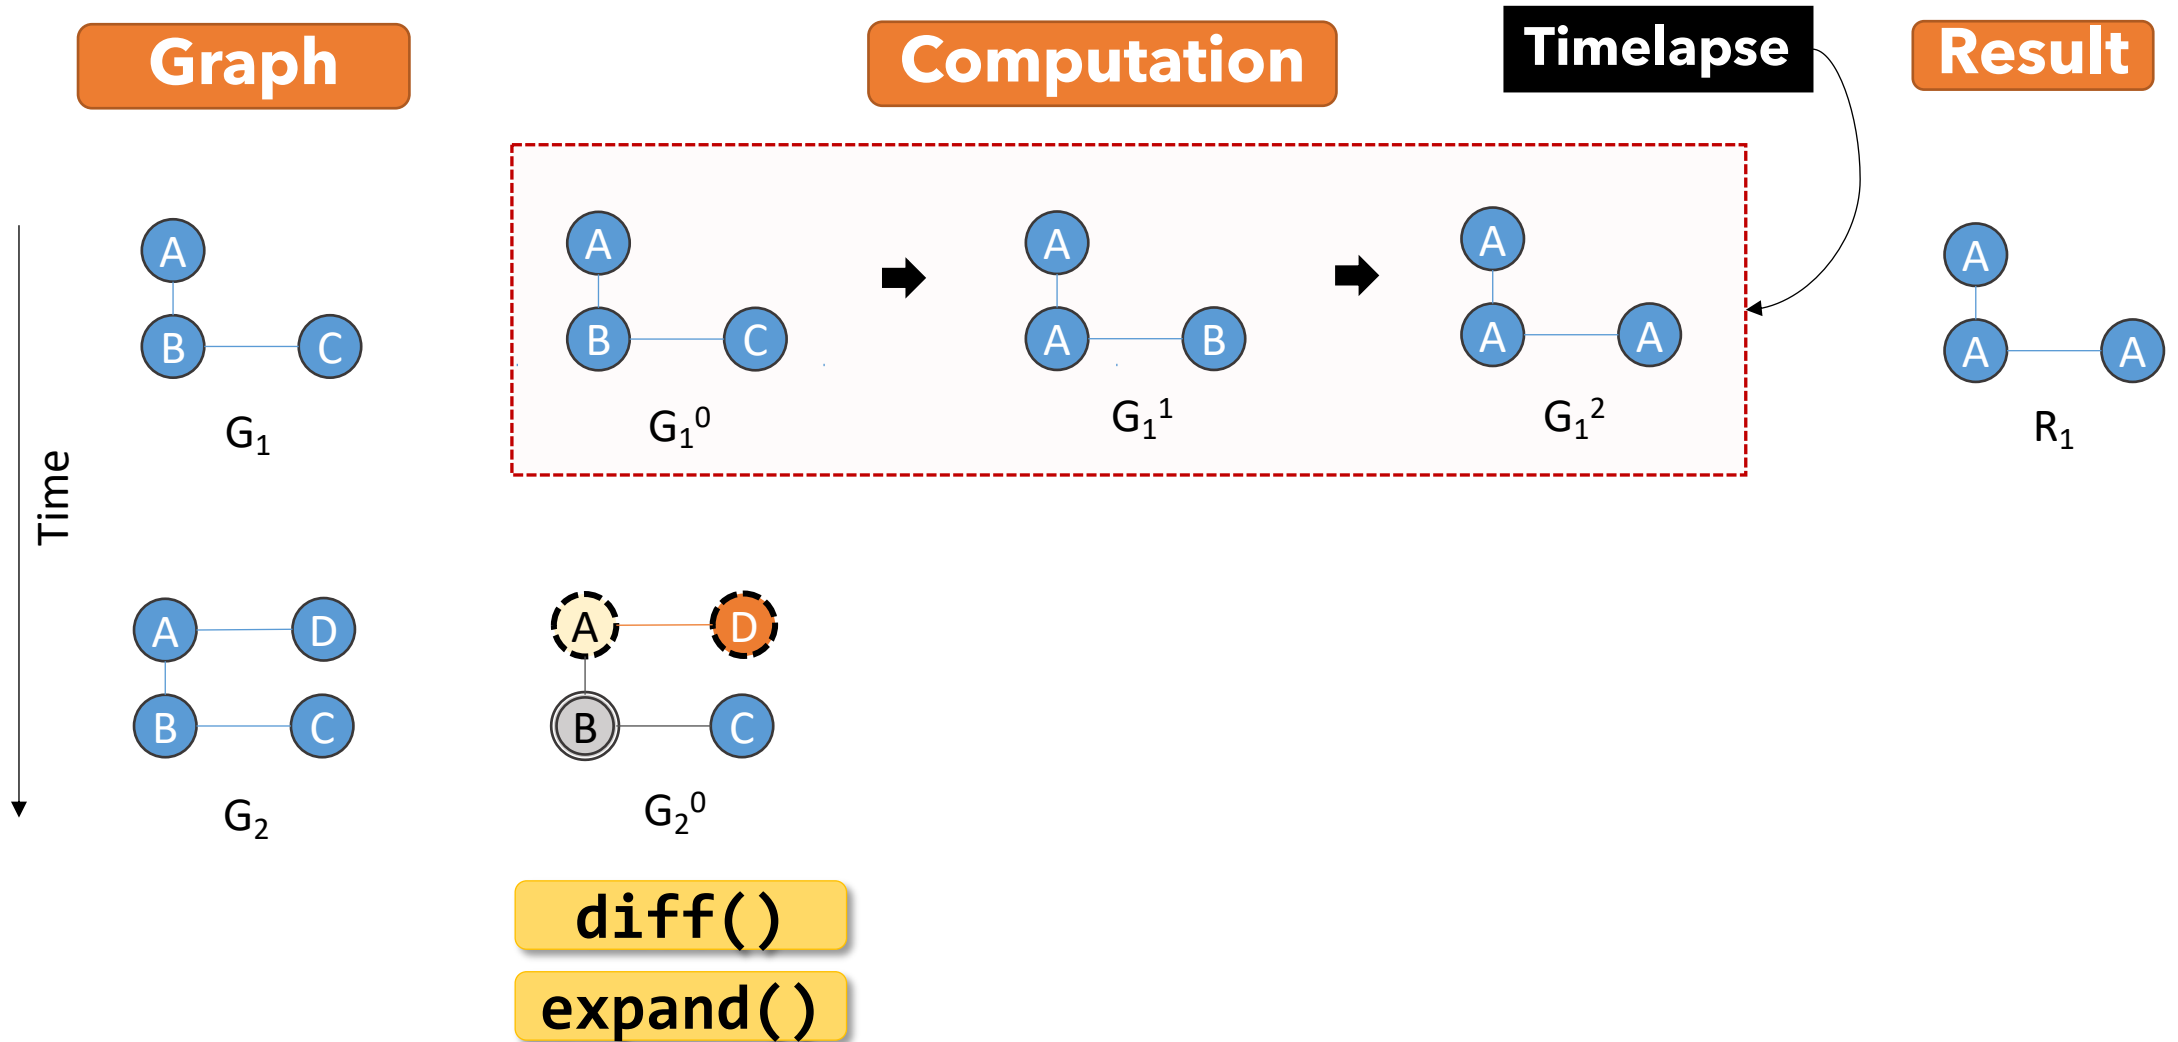 Graph
Computation
Timelapse
Result
Time
A
B C
G1
A
B C
G1^0
A
A B
G1^1
A
A A
G1^2
A
A A
R1
A D
B C
G2
A D
B C
G2^0
diff()
expand()